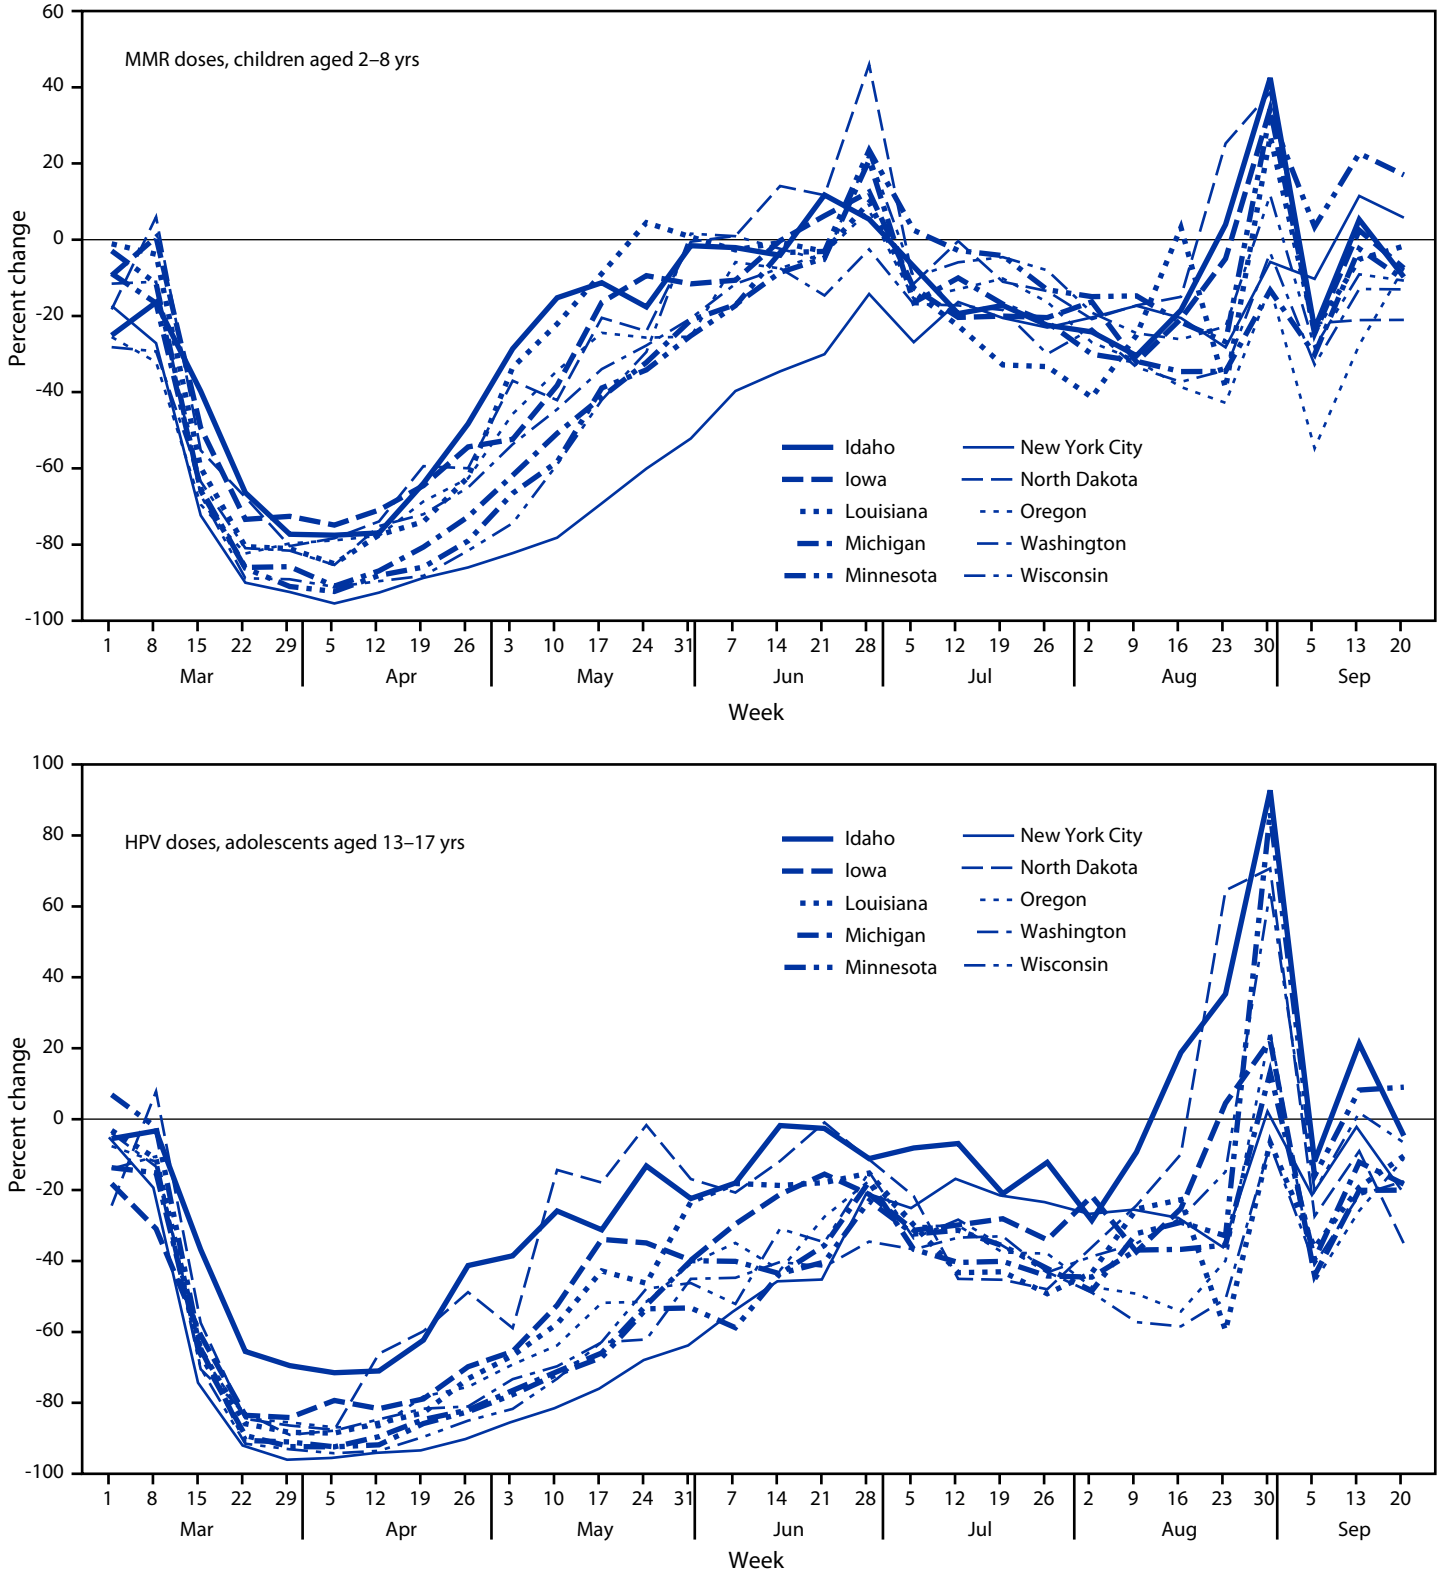 60
MMR doses, children aged 2–8 yrs
40
20
0
-20
-40
-60
-80
-100
Percent change
Idaho
Iowa
Louisiana
Michigan
Minnesota
New York City
North Dakota
Oregon
Washington
Wisconsin
1 8 15 22 29 5 12 19 26 3 10 17 24 31 7 14 21 28 5 12 19 26 2 9 16 23 30 5 13 20
Mar Apr May Jun Jul Aug Sep
Week
100
80
HPV doses, adolescents aged 13–17 yrs
60
40
20
0
-20
-40
-60
-80
-100
Percent change
Idaho
Iowa
Louisiana
Michigan
Minnesota
New York City
North Dakota
Oregon
Washington
Wisconsin
1 8 15 22 29 5 12 19 26 3 10 17 24 31 7 14 21 28 5 12 19 26 2 9 16 23 30 5 13 20
Mar Apr May Jun Jul Aug Sep
Week